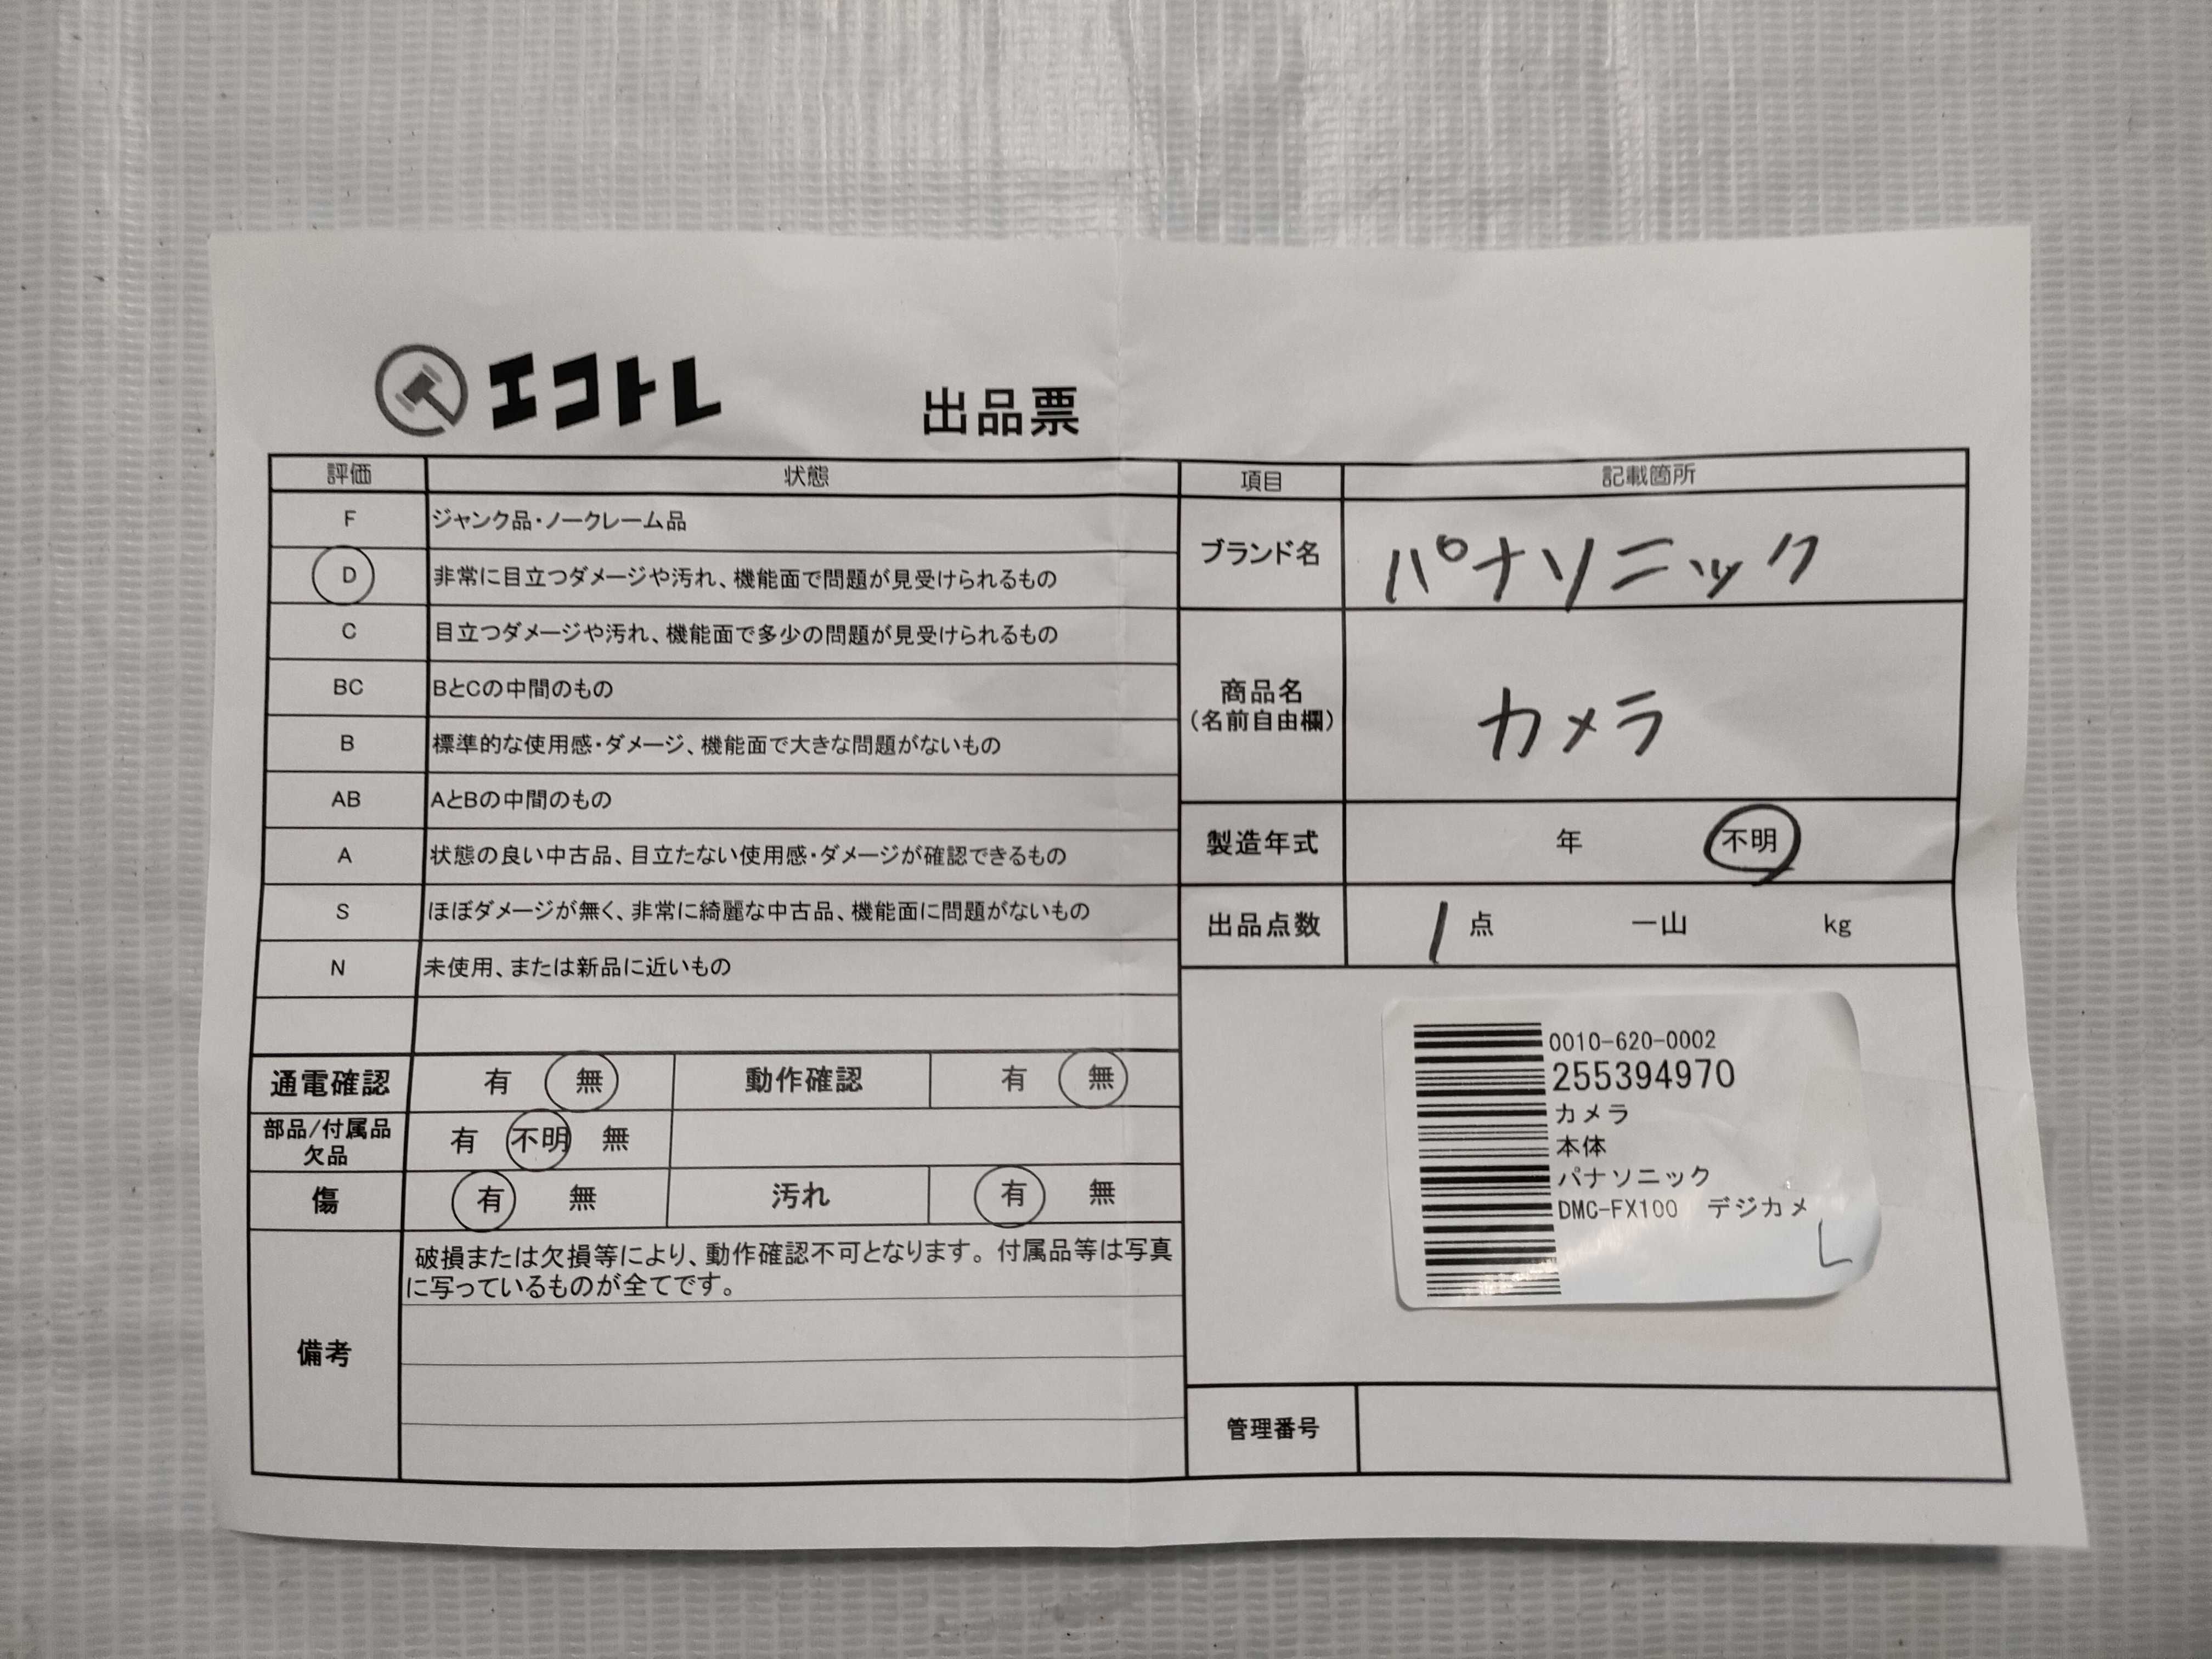 エコトレ
出品票
評価 状態
F ジャンク品・ノークレーム品
D 非常に目立つダメージや汚れ、機能面で問題が見受けられるもの
C 目立つダメージや汚れ、機能面で多少の問題が見受けられるもの
BC BとCの中間のもの
B 標準的な使用感・ダメージ、機能面で大きな問題がないもの
AB AとBの中間のもの
A 状態の良い中古品、目立たない使用感・ダメージが確認できるもの
S ほぼダメージが無く、非常に綺麗な中古品、機能面に問題がないもの
N 未使用、または新品に近いもの
通電確認 有 無 動作確認 有 無
部品/付属品
欠品
有 不明 無
傷 有 無 汚れ 有 無
備考
破損または欠損等により、動作確認不可となります。付属品等は写真
に写っているものが全てです。
項目 記載箇所
ブランド名 パナソニック
商品名
(名前自由欄)
カメラ
製造年式 年 不明
出品点数 1 点 一山 kg
0010-620-0002
255394970
カメラ
本体
パナソニック
DMC-FX100 デジカメ
L
管理番号